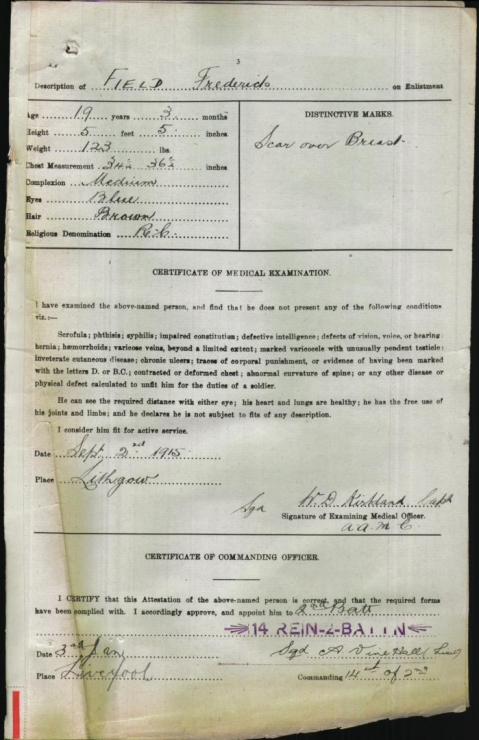 3
Description of FIELD Frederick on Enlistment
Age 19 years 3 months
Height 5 feet 5 inches
Weight 123 lbs.
Chest Measurement 34½ 36½ inches
Complexion Medium
Eyes Blue
Hair Brown
Religious Denomination R.C.
DISTINCTIVE MARKS.
Scar over Breast.
CERTIFICATE OF MEDICAL EXAMINATION.
I have examined the above-named person, and find that he does not present any of the following conditions
viz.:—
Scrofula; phthisis; syphilis; impaired constitution; defective intelligence; defects of vision, voice, or hearing
hernia; hæmorrhoids; varicose veins, beyond a limited extent; marked varicocele with unusually pendent testicle;
inveterate cutaneous disease; chronic ulcers; traces of corporal punishment, or evidence of having been marked
with the letters D. or B.C.; contracted or deformed chest; abnormal curvature of spine; or any other disease or
physical defect calculated to unfit him for the duties of a soldier.
He can see the required distance with either eye; his heart and lungs are healthy; he has the free use of
his joints and limbs; and he declares he is not subject to fits of any description.
I consider him fit for active service.
Date Sept 2nd 1915
Place Lithgow
Sgd W.D. Kirkland Capt
Signature of Examining Medical Officer.
A.A.M.C.
CERTIFICATE OF COMMANDING OFFICER.
I CERTIFY that this Attestation of the above-named person is correct, and that the required forms
have been complied with. I accordingly approve, and appoint him to 2nd Batt
14 REIN-2-BATTN
Date 3rd Jan
Sgd A Vine Hall Lieut
Place Liverpool
Commanding 14th of 2nd